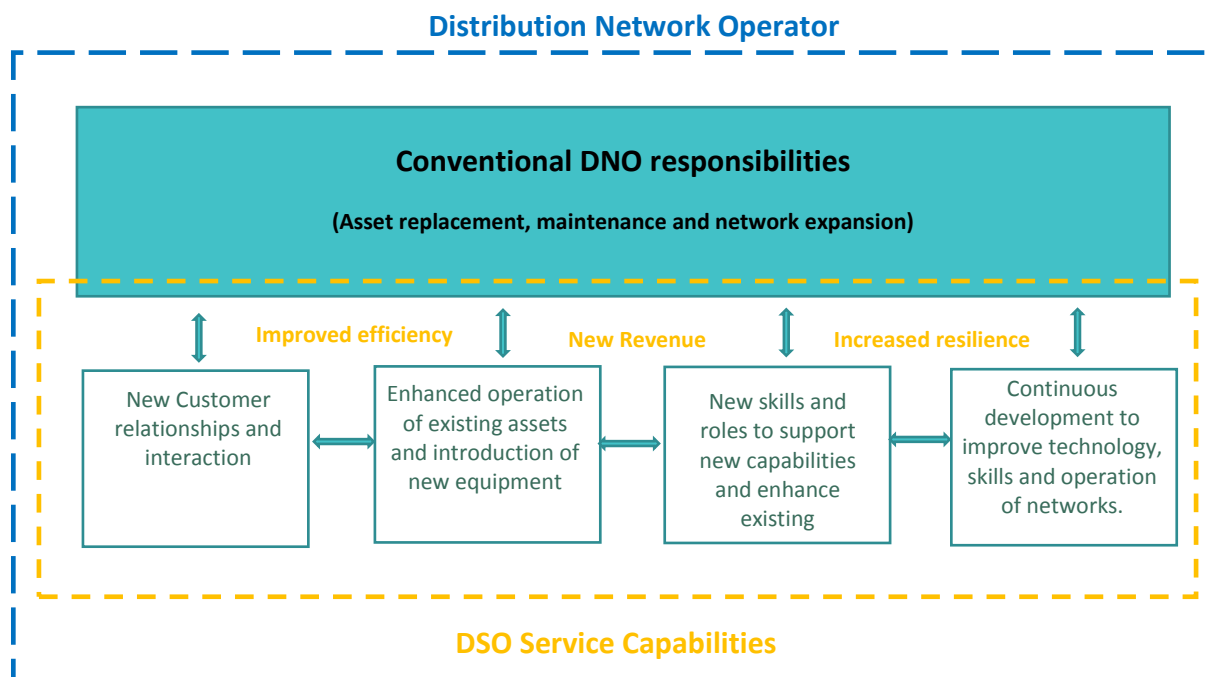 Distribution Network Operator
Conventional DNO responsibilities
(Asset replacement, maintenance and network expansion)
Improved efficiency
New Revenue
Increased resilience
New Customer
relationships and
interaction
Enhanced operation
of existing assets
and introduction of
new equipment
New skills and
roles to support
new capabilities
and enhance
existing
Continuous
development to
improve technology,
skills and operation
of networks.
DSO Service Capabilities